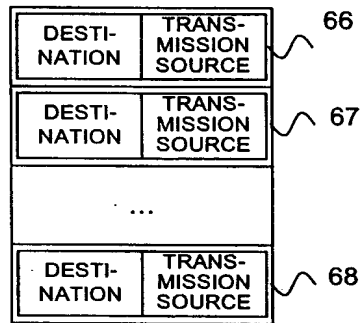 DESTI- TRANS- 66
NATION MISSION
SOURCE
DESTI- TRANS- 67
NATION MISSION
SOURCE
...
DESTI- TRANS- 68
NATION MISSION
SOURCE